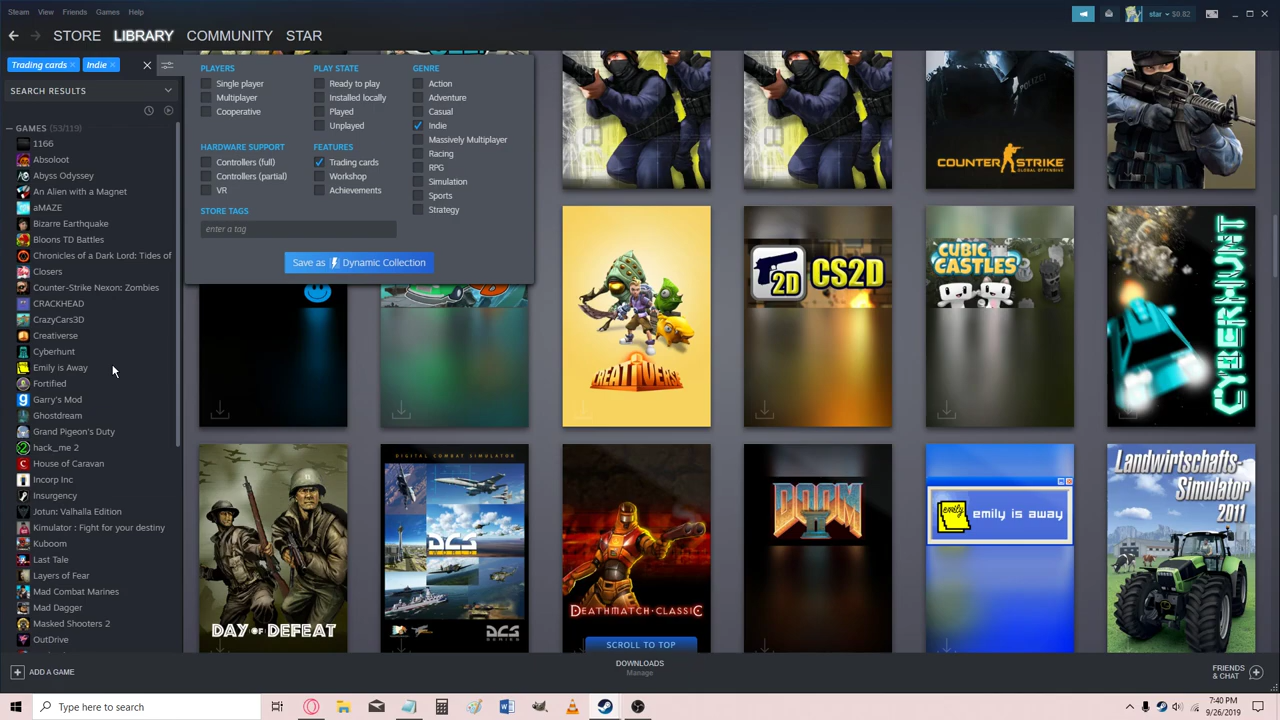 Steam View Friends Games Help
star $0.82
STORE LIBRARY COMMUNITY STAR
Trading cards × Indie ×
SEARCH RESULTS
GAMES (53/119)
1166
Absoloot
Abyss Odyssey
An Alien with a Magnet
aMAZE
Bizarre Earthquake
Bloons TD Battles
Chronicles of a Dark Lord: Tides of
Closers
Counter-Strike Nexon: Zombies
CRACKHEAD
CrazyCars3D
Creativerse
Cyberhunt
Emily is Away
Fortified
Garry's Mod
Ghostdream
Grand Pigeon's Duty
hack_me 2
House of Caravan
Incorp Inc
Insurgency
Jotun: Valhalla Edition
Kimulator : Fight for your destiny
Kuboom
Last Tale
Layers of Fear
Mad Combat Marines
Mad Dagger
Masked Shooters 2
OutDrive
PLAYERS
Single player
Multiplayer
Cooperative
HARDWARE SUPPORT
Controllers (full)
Controllers (partial)
VR
PLAY STATE
Ready to play
Installed locally
Played
Unplayed
FEATURES
Trading cards
Workshop
Achievements
GENRE
Action
Adventure
Casual
Indie
Massively Multiplayer
Racing
RPG
Simulation
Sports
Strategy
STORE TAGS
enter a tag
Save as Dynamic Collection
POLICE
COUNTER STRIKE
GLOBAL OFFENSIVE
CREATIVERSE
2D CS2D
CUBIC CASTLES
CYBERHUNT
DAY OF DEFEAT
DIGITAL COMBAT SIMULATOR
DCS
WORLD
DCS
DEATHMATCH CLASSIC
DOOM II
emily emily is away
Landwirtschafts-
Simulator
2011
SCROLL TO TOP
ADD A GAME
DOWNLOADS
Manage
FRIENDS
& CHAT
Type here to search
7:40 PM
9/26/2019